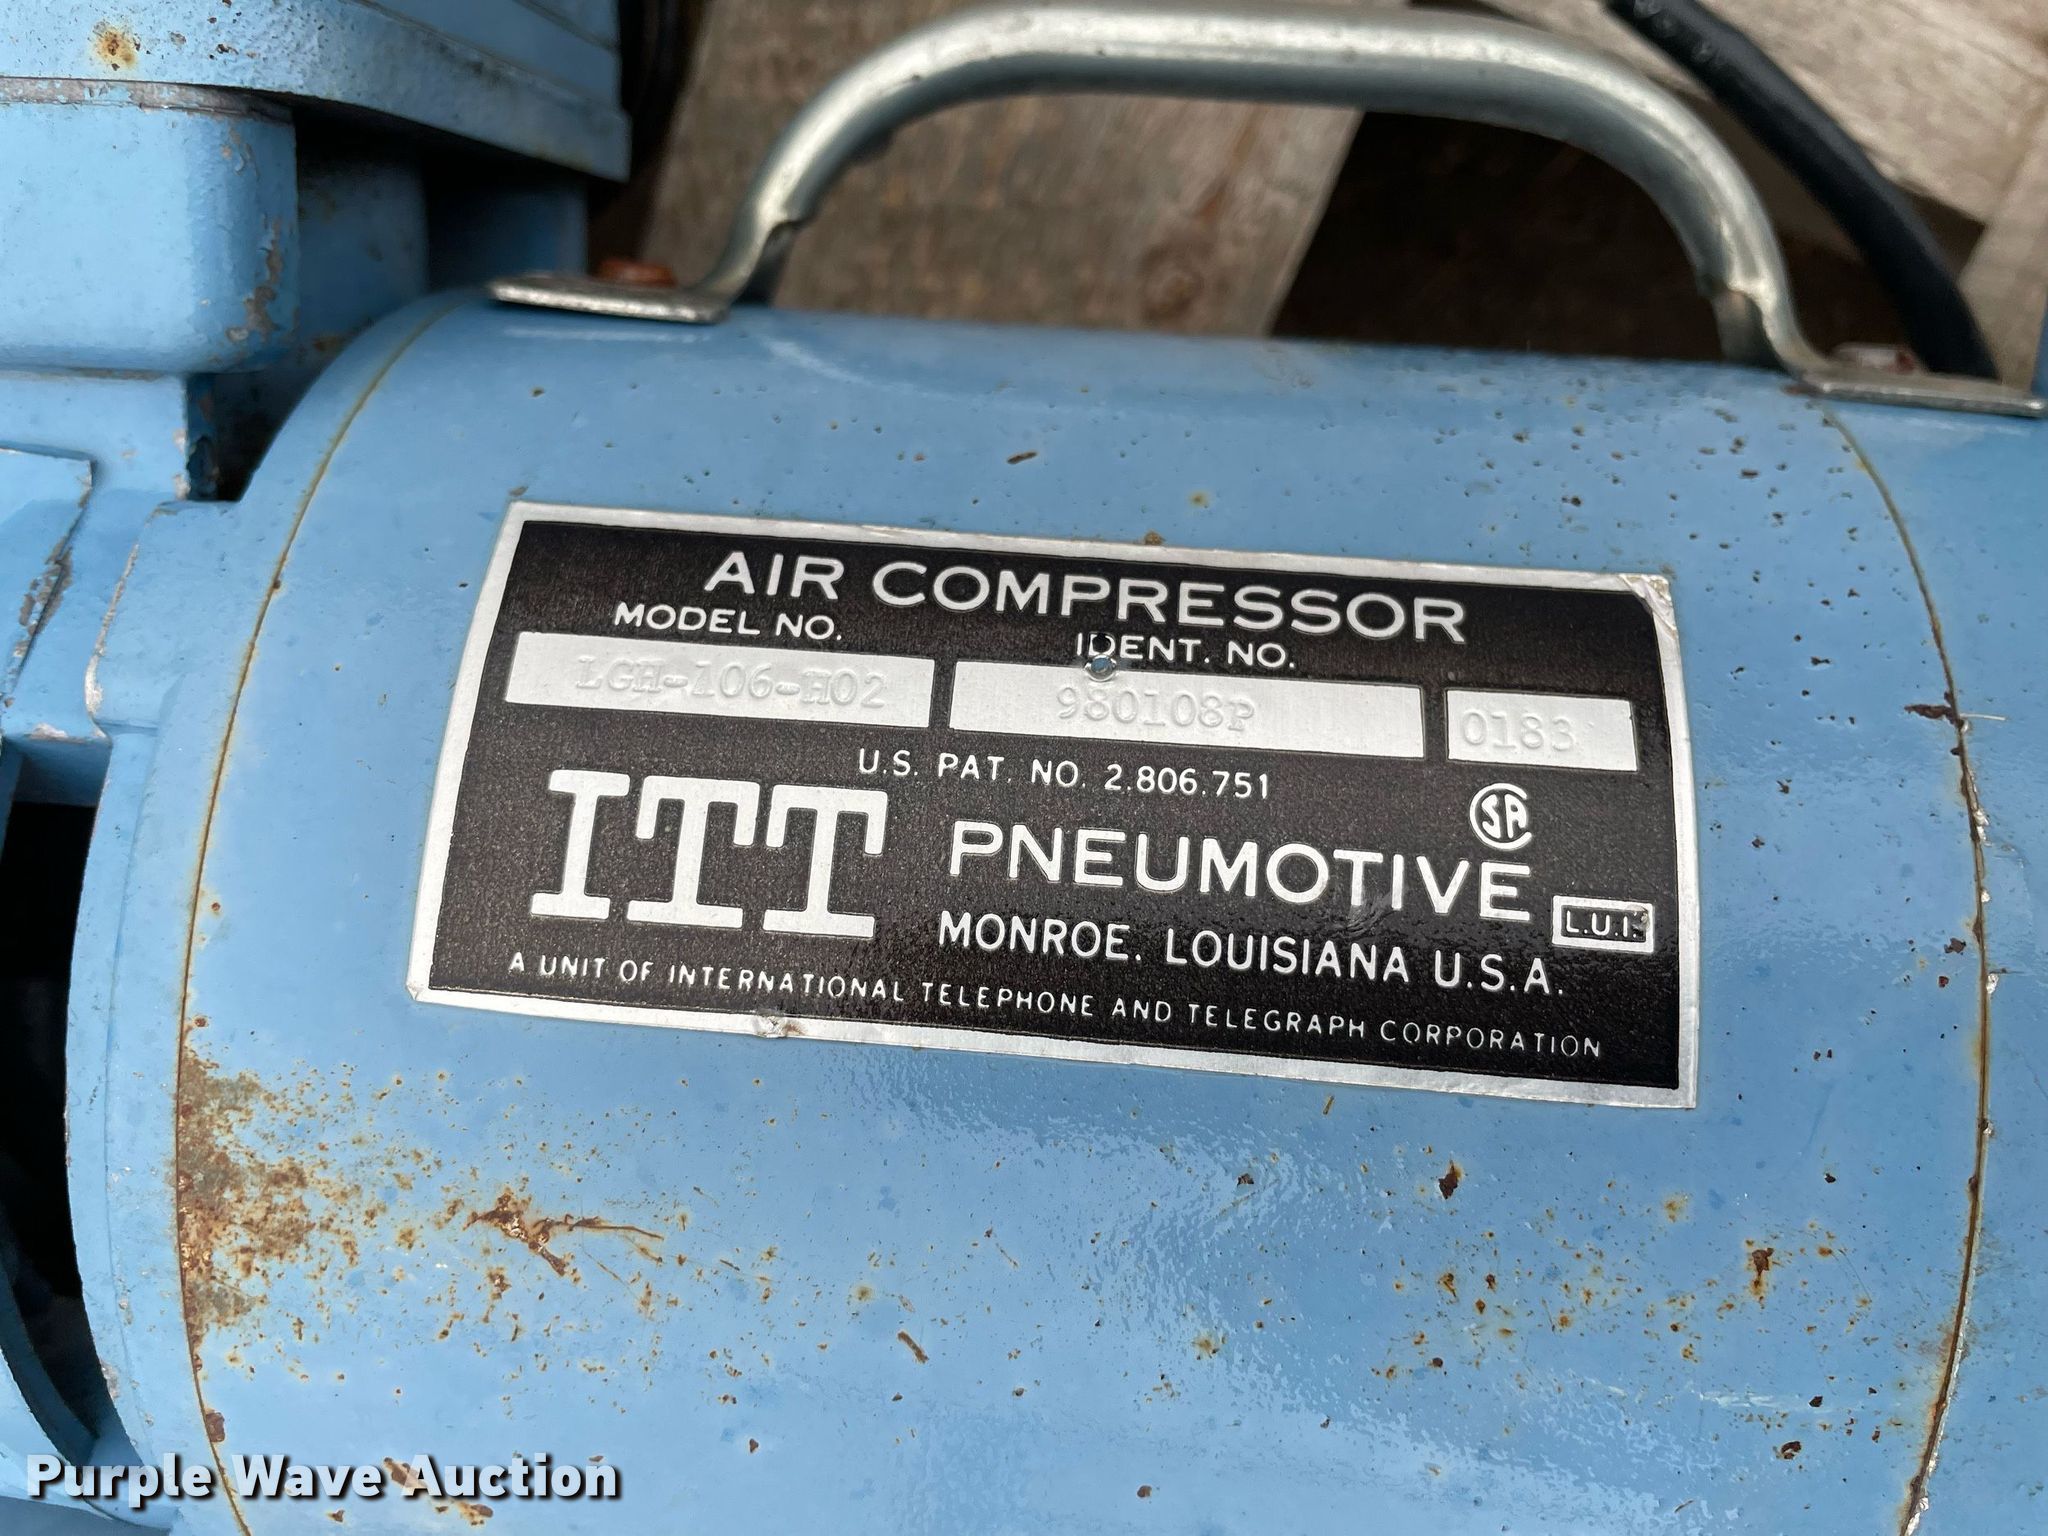 AIR COMPRESSOR
MODEL NO. IDENT. NO.
LGH-106-H02 980108P 0183
U.S. PAT. NO. 2.806.751
SA
ITT PNEUMOTIVE
L.U.I.
MONROE. LOUISIANA U.S.A.
A UNIT OF INTERNATIONAL TELEPHONE AND TELEGRAPH CORPORATION
Purple Wave Auction